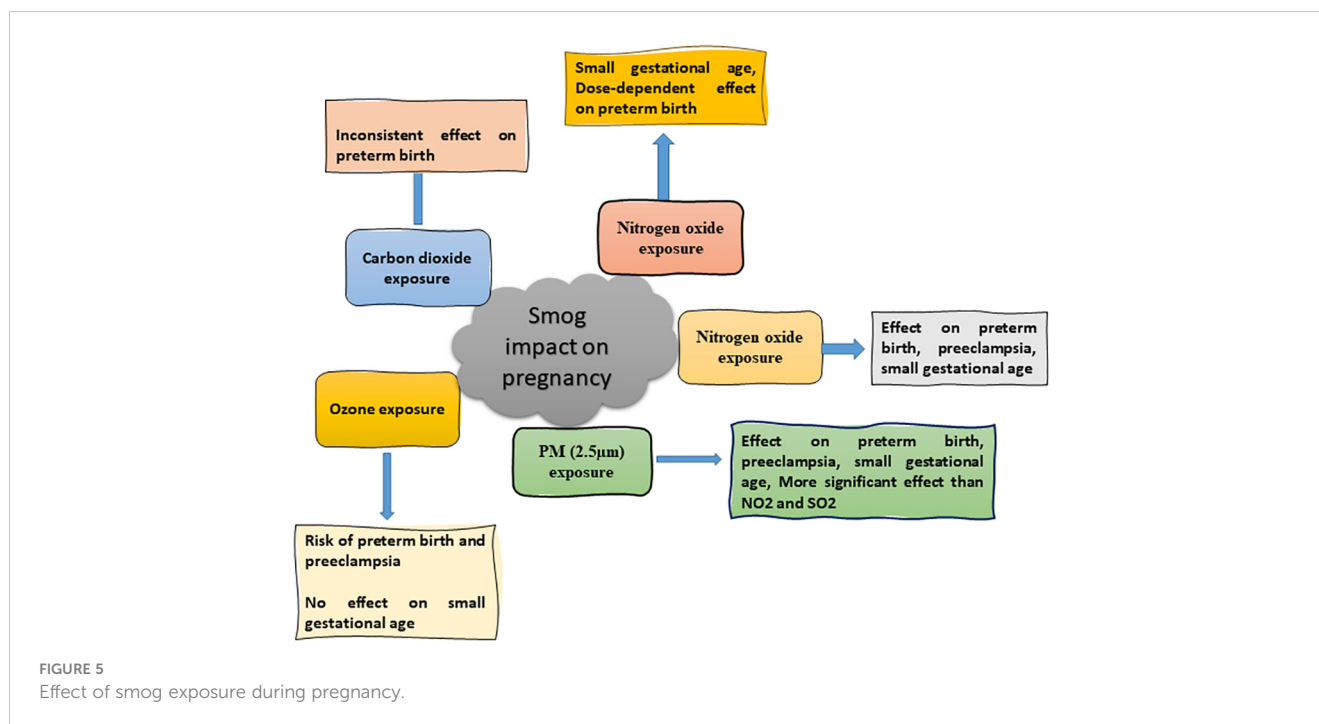 Small gestational age,
Dose-dependent effect
on preterm birth
Inconsistent effect on
preterm birth
Nitrogen oxide
exposure
Carbon dioxide
exposure
Smog
impact on
pregnancy
Nitrogen oxide
exposure
Effect on preterm
birth, preeclampsia,
small gestational age
Ozone exposure
PM (2.5µm)
exposure
Effect on preterm birth,
preeclampsia, small gestational
age, More significant effect than
NO2 and SO2
Risk of preterm birth and
preeclampsia
No effect on small
gestational age
FIGURE 5
Effect of smog exposure during pregnancy.